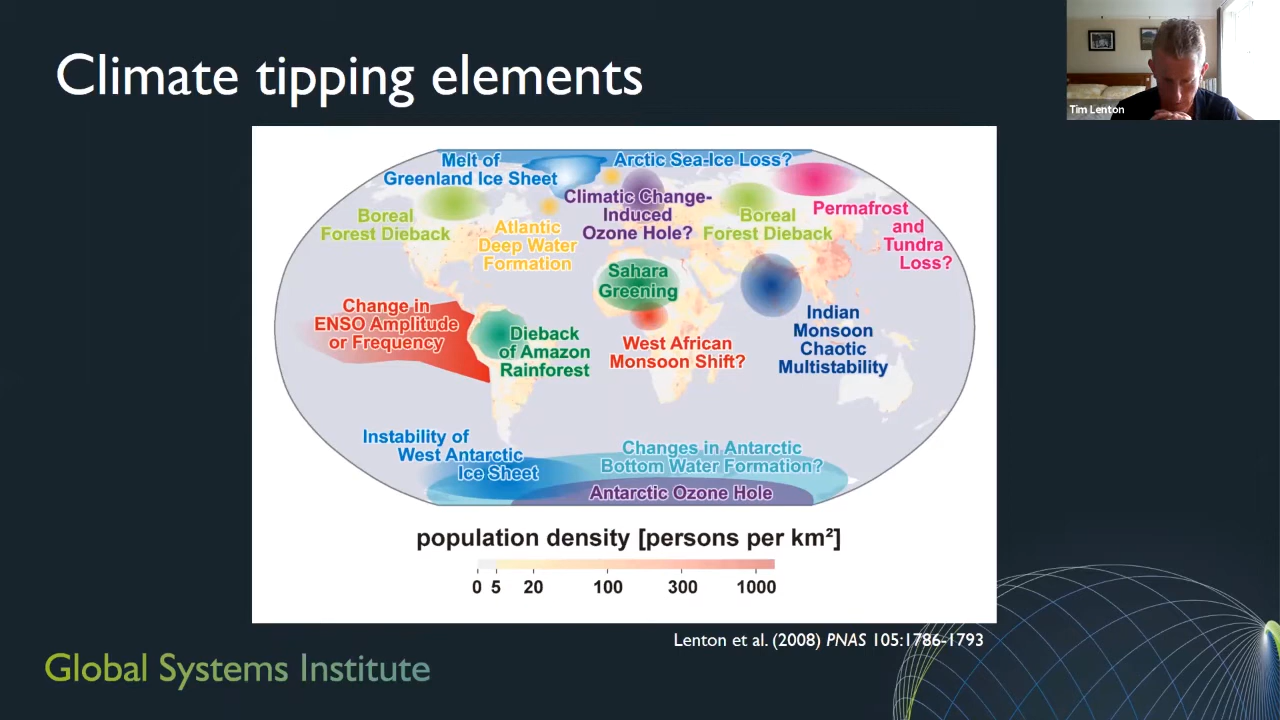 Climate tipping elements
Tim Lenton
Melt of
Greenland Ice Sheet
Arctic Sea-Ice Loss?
Climatic Change-
Induced
Ozone Hole?
Boreal
Forest Dieback
Atlantic
Deep Water
Formation
Boreal
Forest Dieback
Permafrost
and
Tundra
Loss?
Sahara
Greening
Change in
ENSO Amplitude
or Frequency
Dieback
of Amazon
Rainforest
West African
Monsoon Shift?
Indian
Monsoon
Chaotic
Multistability
Instability of
West Antarctic
Ice Sheet
Changes in Antarctic
Bottom Water Formation?
Antarctic Ozone Hole
population density [persons per km²]
0 5 20 100 300 1000
Lenton et al. (2008) PNAS 105:1786-1793
Global Systems Institute